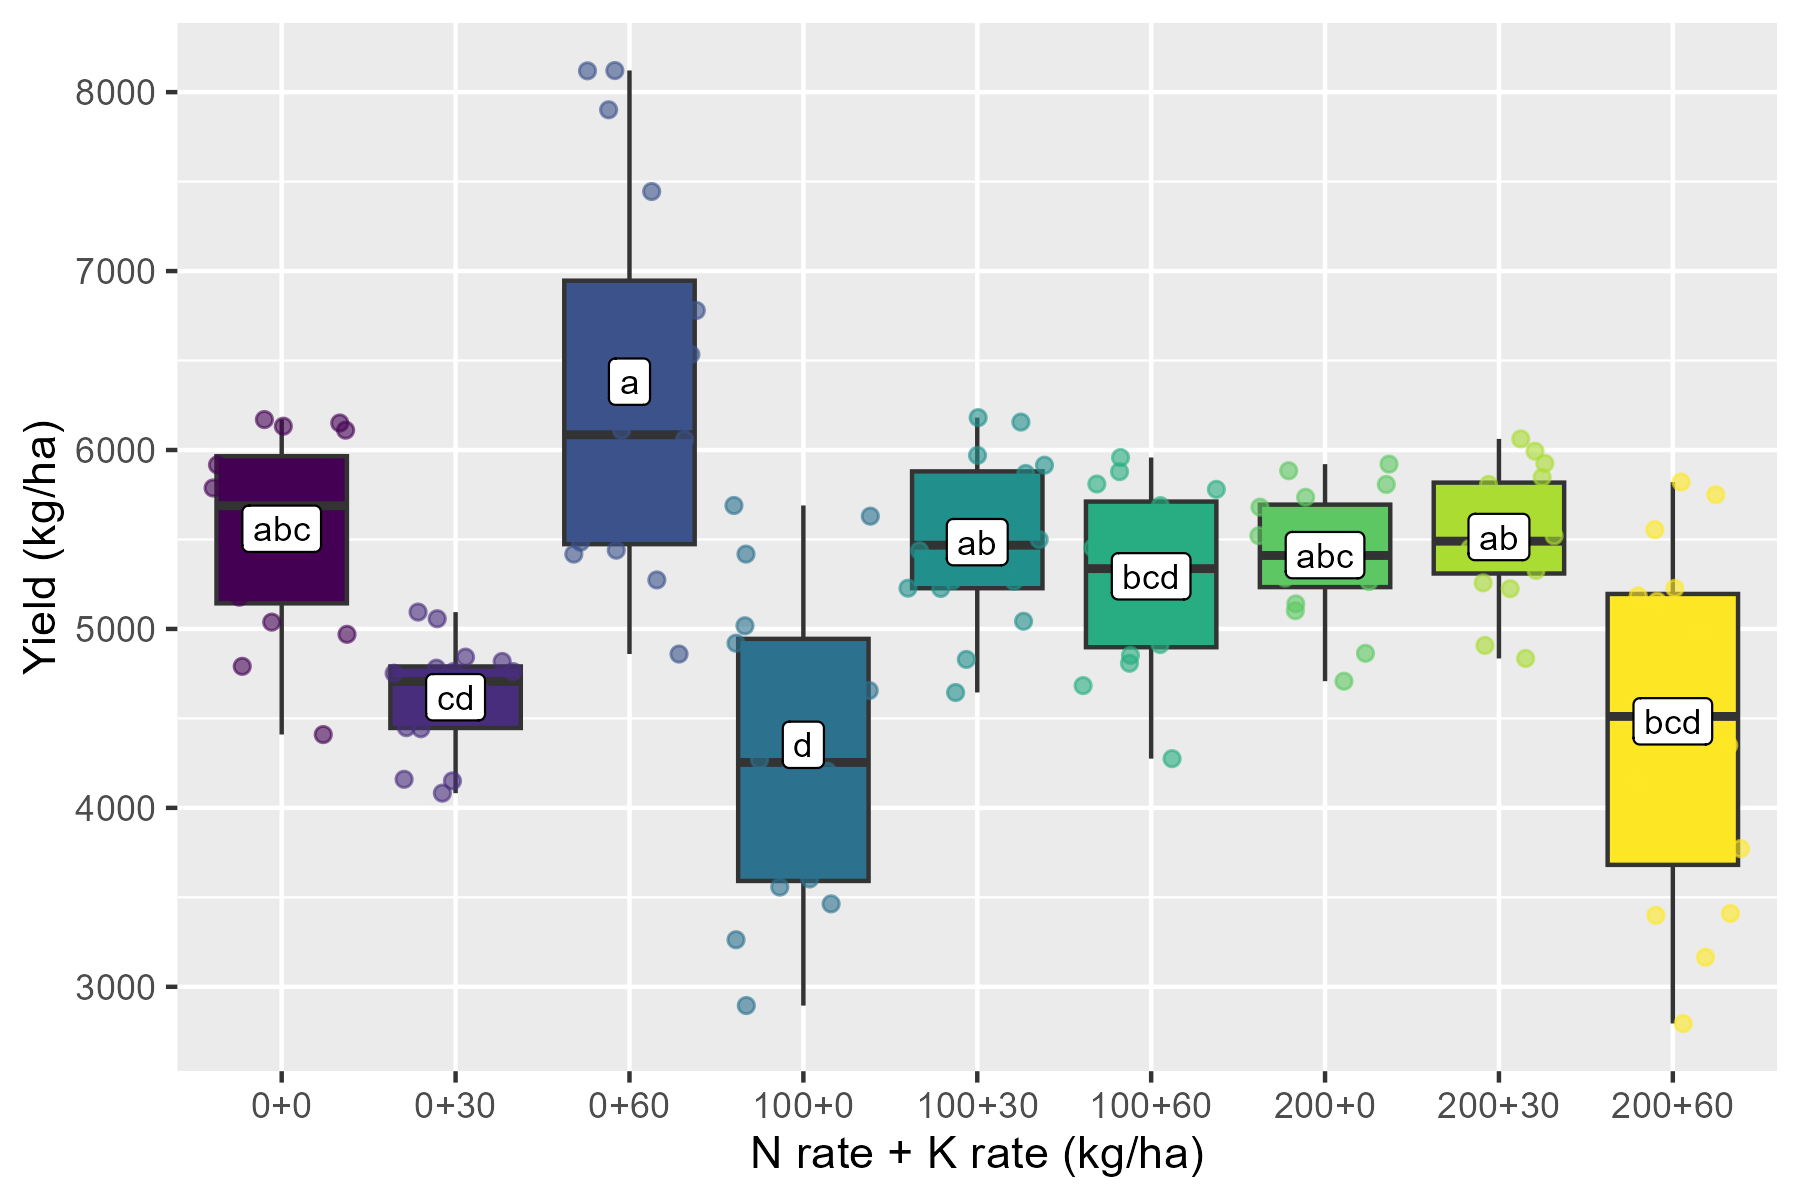 Yield (kg/ha)
8000
7000
6000
5000
4000
3000
abc
cd
a
d
ab
bcd
abc
ab
bcd
0+0 0+30 0+60 100+0 100+30 100+60 200+0 200+30 200+60
N rate + K rate (kg/ha)